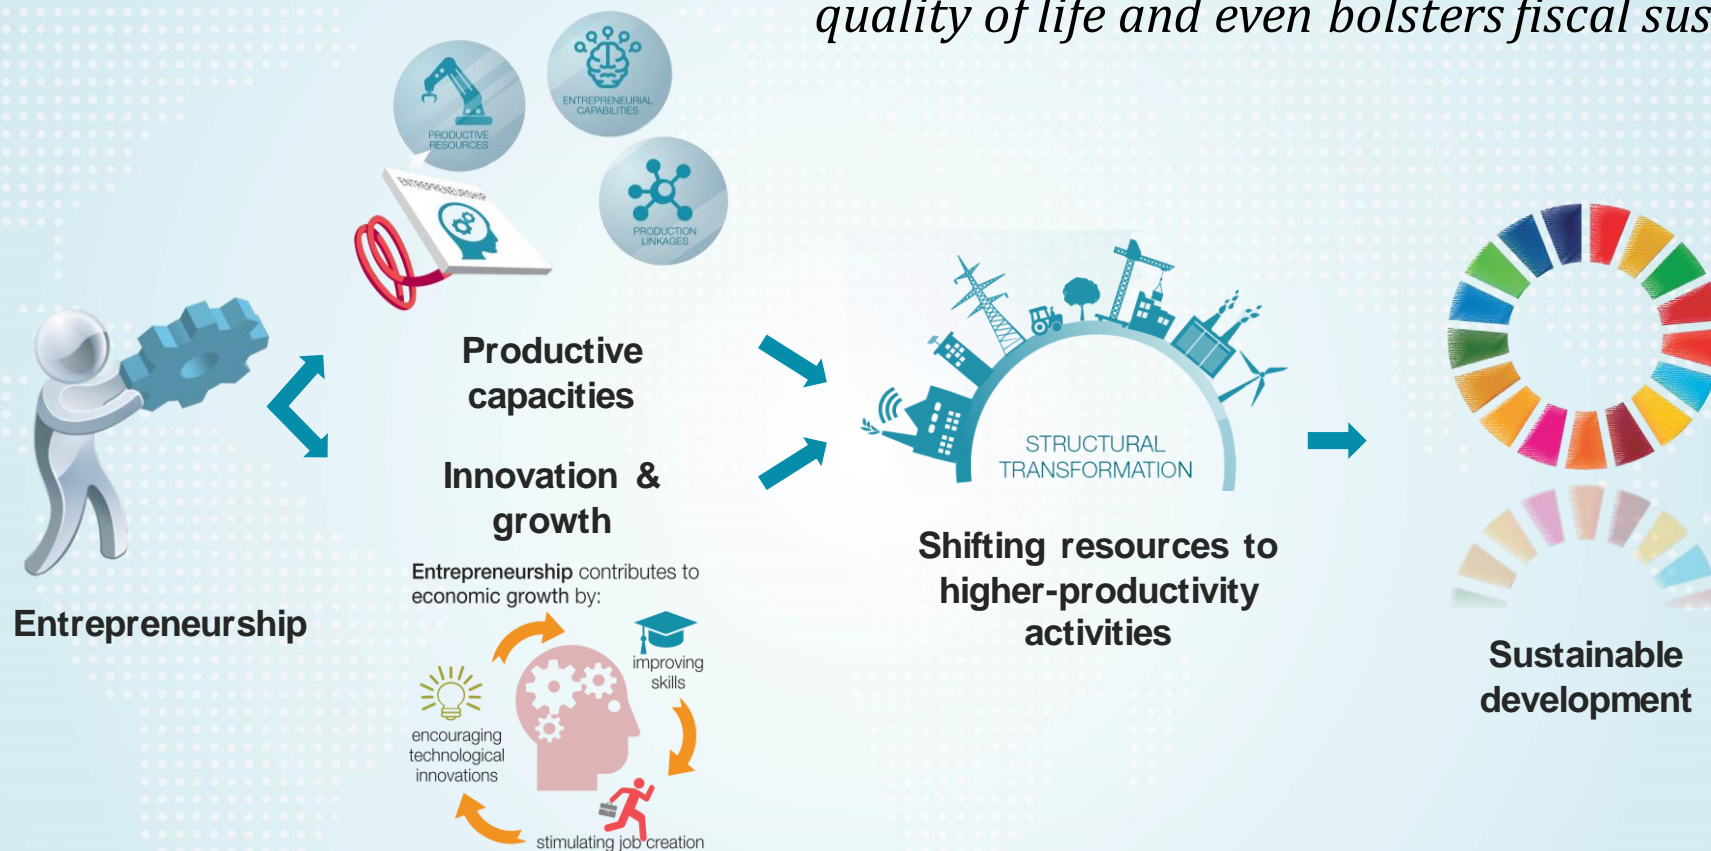 quality of life and even bolsters fiscal sus
ENTREPRENEURIAL
CAPABILITIES
PRODUCTIVE
RESOURCES
ENTREPRENEURSHIP
PRODUCTION
LINKAGES
Productive
capacities
STRUCTURAL
TRANSFORMATION
Innovation &
growth
Entrepreneurship contributes to
economic growth by:
Shifting resources to
higher-productivity
activities
Entrepreneurship
improving
skills
encouraging
technological
innovations
stimulating job creation
Sustainable
development